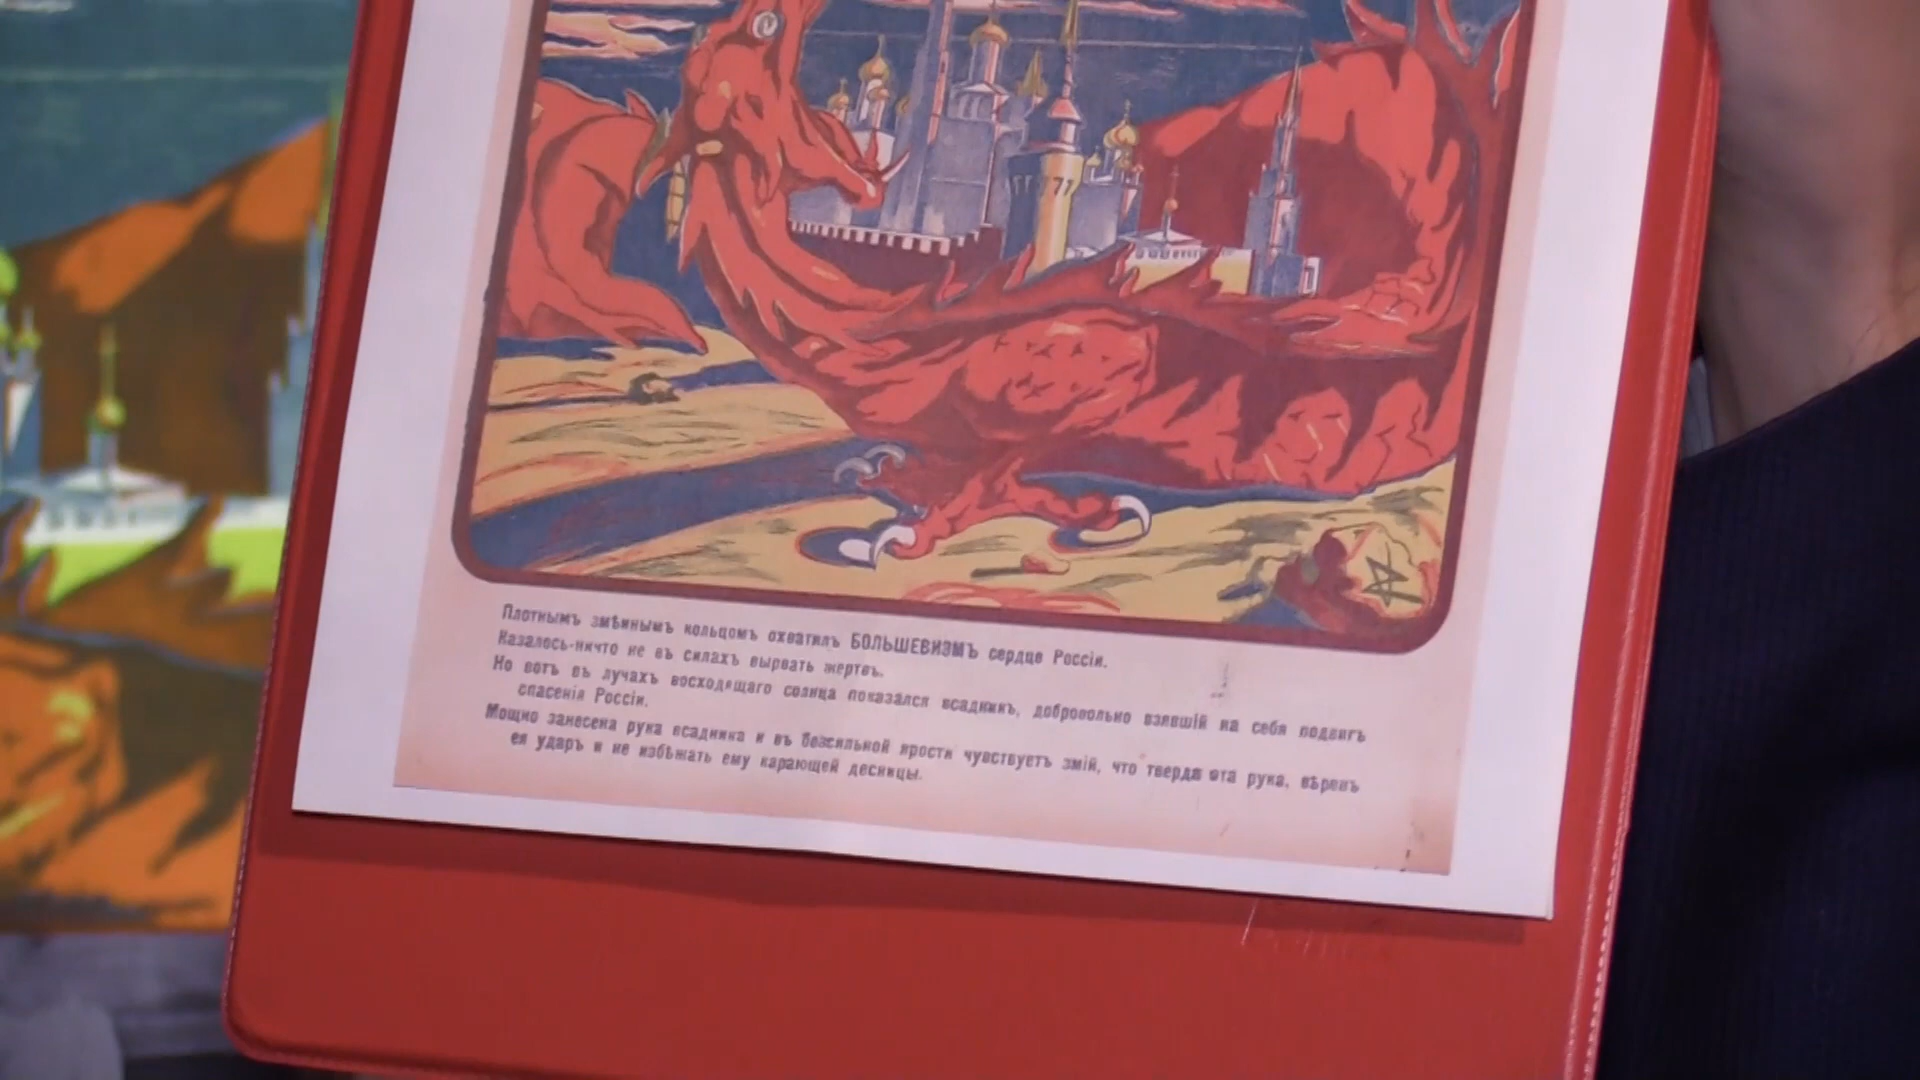 Плотнымъ змѣинымъ кольцомъ охватилъ БОЛЬШЕВИЗМЪ сердце Россіи.
Казалось-ничто не въ силахъ вырвать жертвъ.
Но вотъ въ лучахъ восходящаго солнца показался всадникъ, добровольно взявшій на себя подвигъ
спасенія Россіи.
Мощно занесена рука всадника и въ безсильной ярости чувствуетъ змій, что тверда эта рука, вѣренъ
ея ударъ и не избѣжать ему карающей десницы.